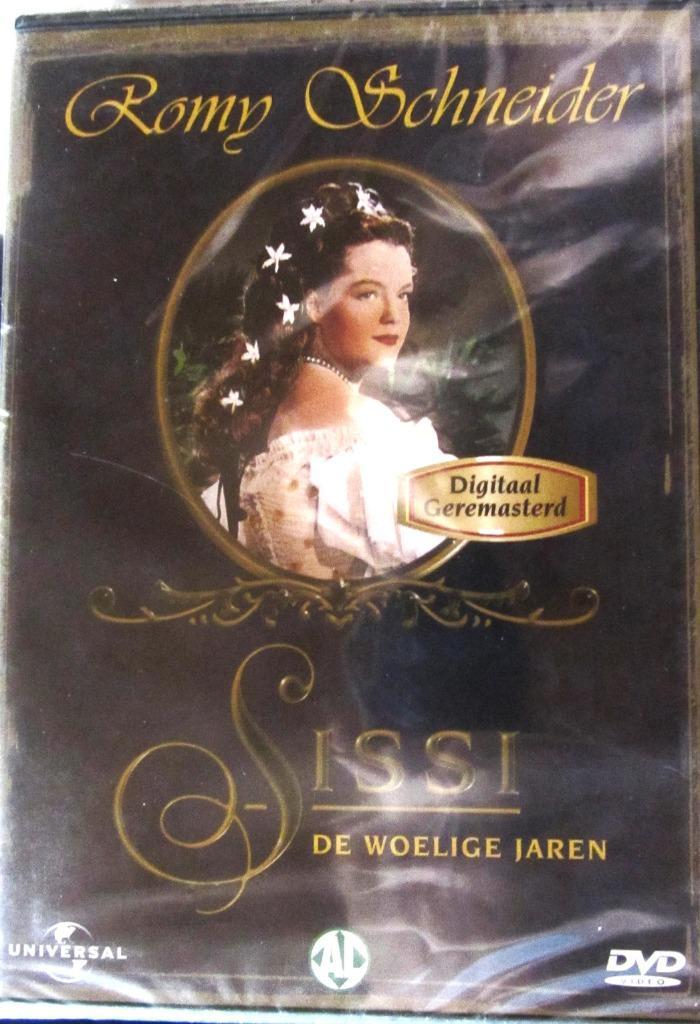 Romy Schneider
Digitaal
Geremasterd
SISSI
DE WOELIGE JAREN
UNIVERSAL
AL
DVD
VIDEO